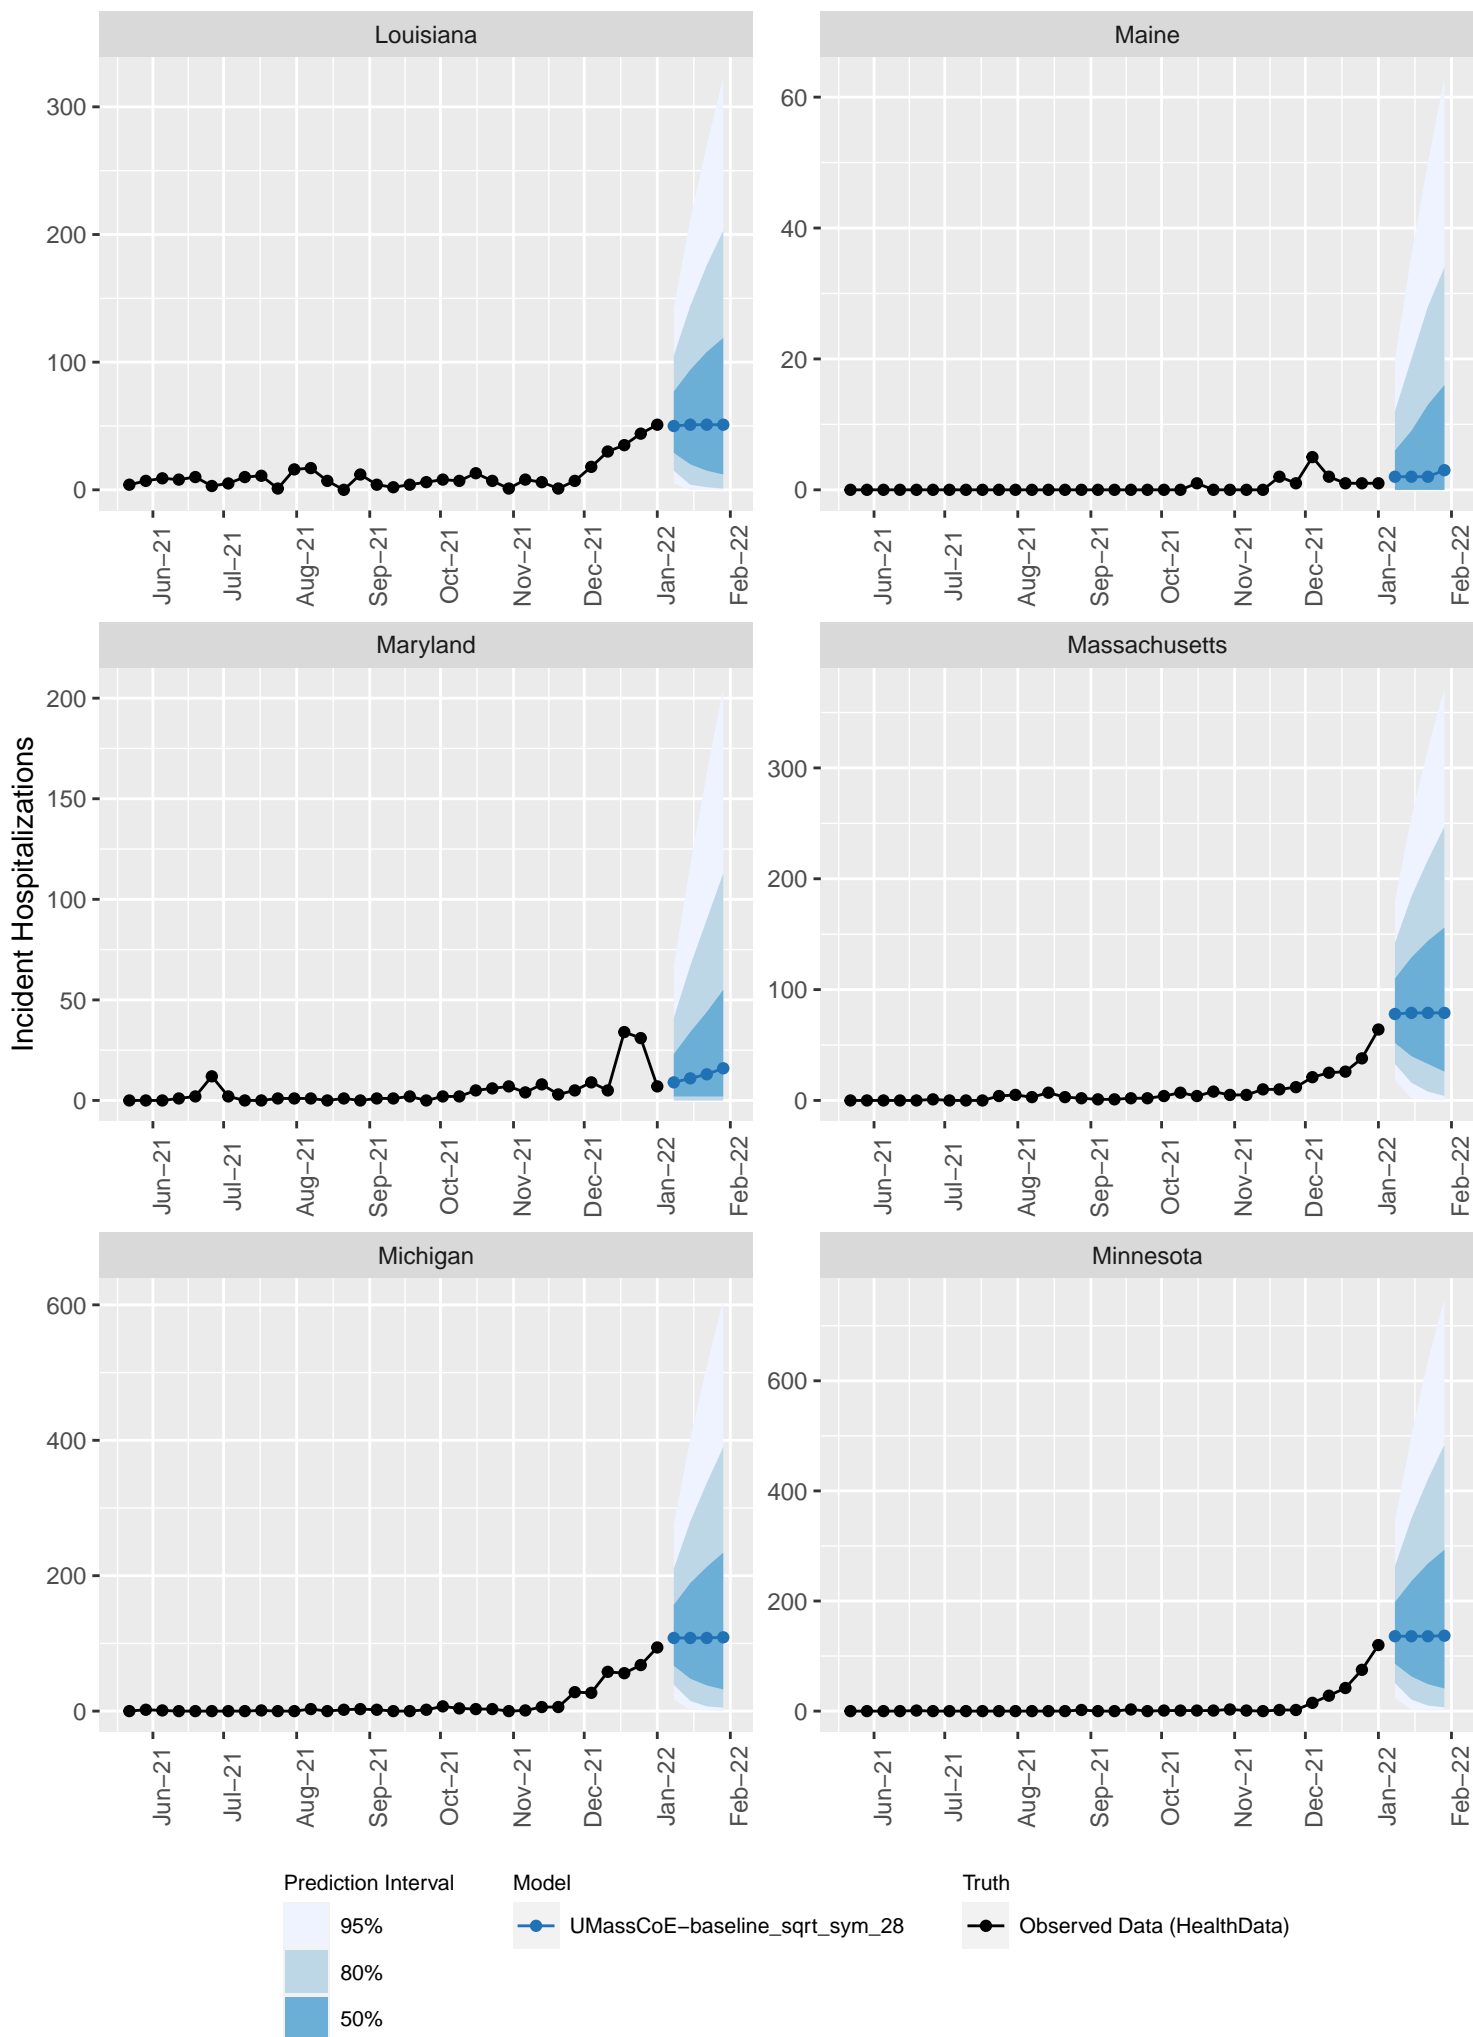 Louisiana
Maine
300
200
100
0
60
40
20
0
Jun−21 Jul−21 Aug−21 Sep−21 Oct−21 Nov−21 Dec−21 Jan−22 Feb−22
Jun−21 Jul−21 Aug−21 Sep−21 Oct−21 Nov−21 Dec−21 Jan−22 Feb−22
Incident Hospitalizations
Maryland
Massachusetts
200
150
100
50
0
300
200
100
0
Jun−21 Jul−21 Aug−21 Sep−21 Oct−21 Nov−21 Dec−21 Jan−22 Feb−22
Jun−21 Jul−21 Aug−21 Sep−21 Oct−21 Nov−21 Dec−21 Jan−22 Feb−22
Michigan
Minnesota
600
400
200
0
600
400
200
0
Jun−21 Jul−21 Aug−21 Sep−21 Oct−21 Nov−21 Dec−21 Jan−22 Feb−22
Jun−21 Jul−21 Aug−21 Sep−21 Oct−21 Nov−21 Dec−21 Jan−22 Feb−22
Prediction Interval
95%
80%
50%
Model
UMassCoE−baseline_sqrt_sym_28
Truth
Observed Data (HealthData)